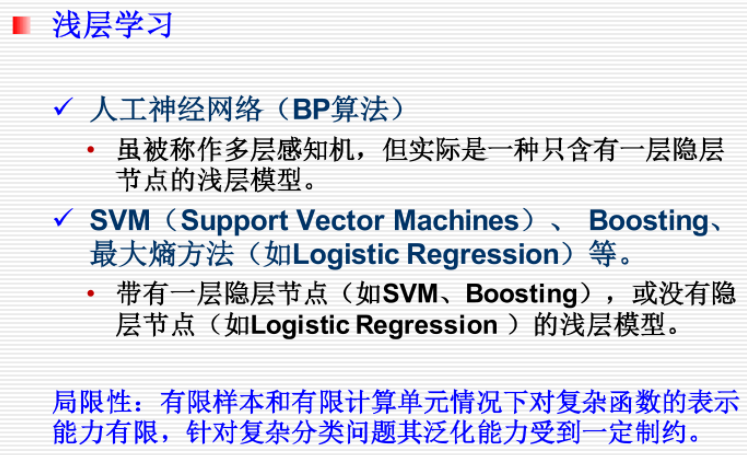 浅层学习
人工神经网络（BP算法）
虽被称作多层感知机，但实际是一种只含有一层隐层
节点的浅层模型。
SVM（Support Vector Machines）、 Boosting、
最大熵方法（如Logistic Regression）等。
带有一层隐层节点（如SVM、Boosting），或没有隐
层节点（如Logistic Regression ）的浅层模型。
局限性：有限样本和有限计算单元情况下对复杂函数的表示
能力有限，针对复杂分类问题其泛化能力受到一定制约。